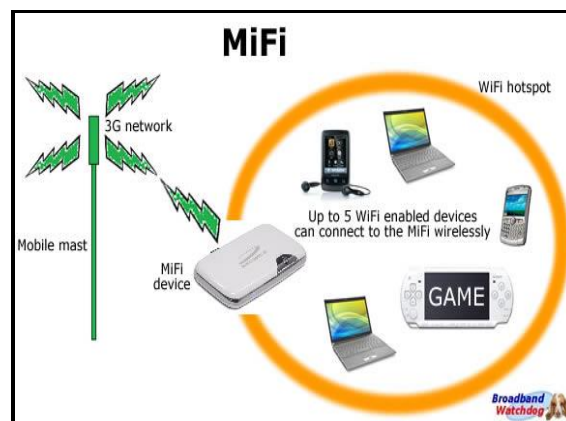 MiFi
WiFi hotspot
3G network
Up to 5 WiFi enabled devices
can connect to the MiFi wirelessly
Mobile mast
MiFi
device
GAME
Broadband
Watchdog